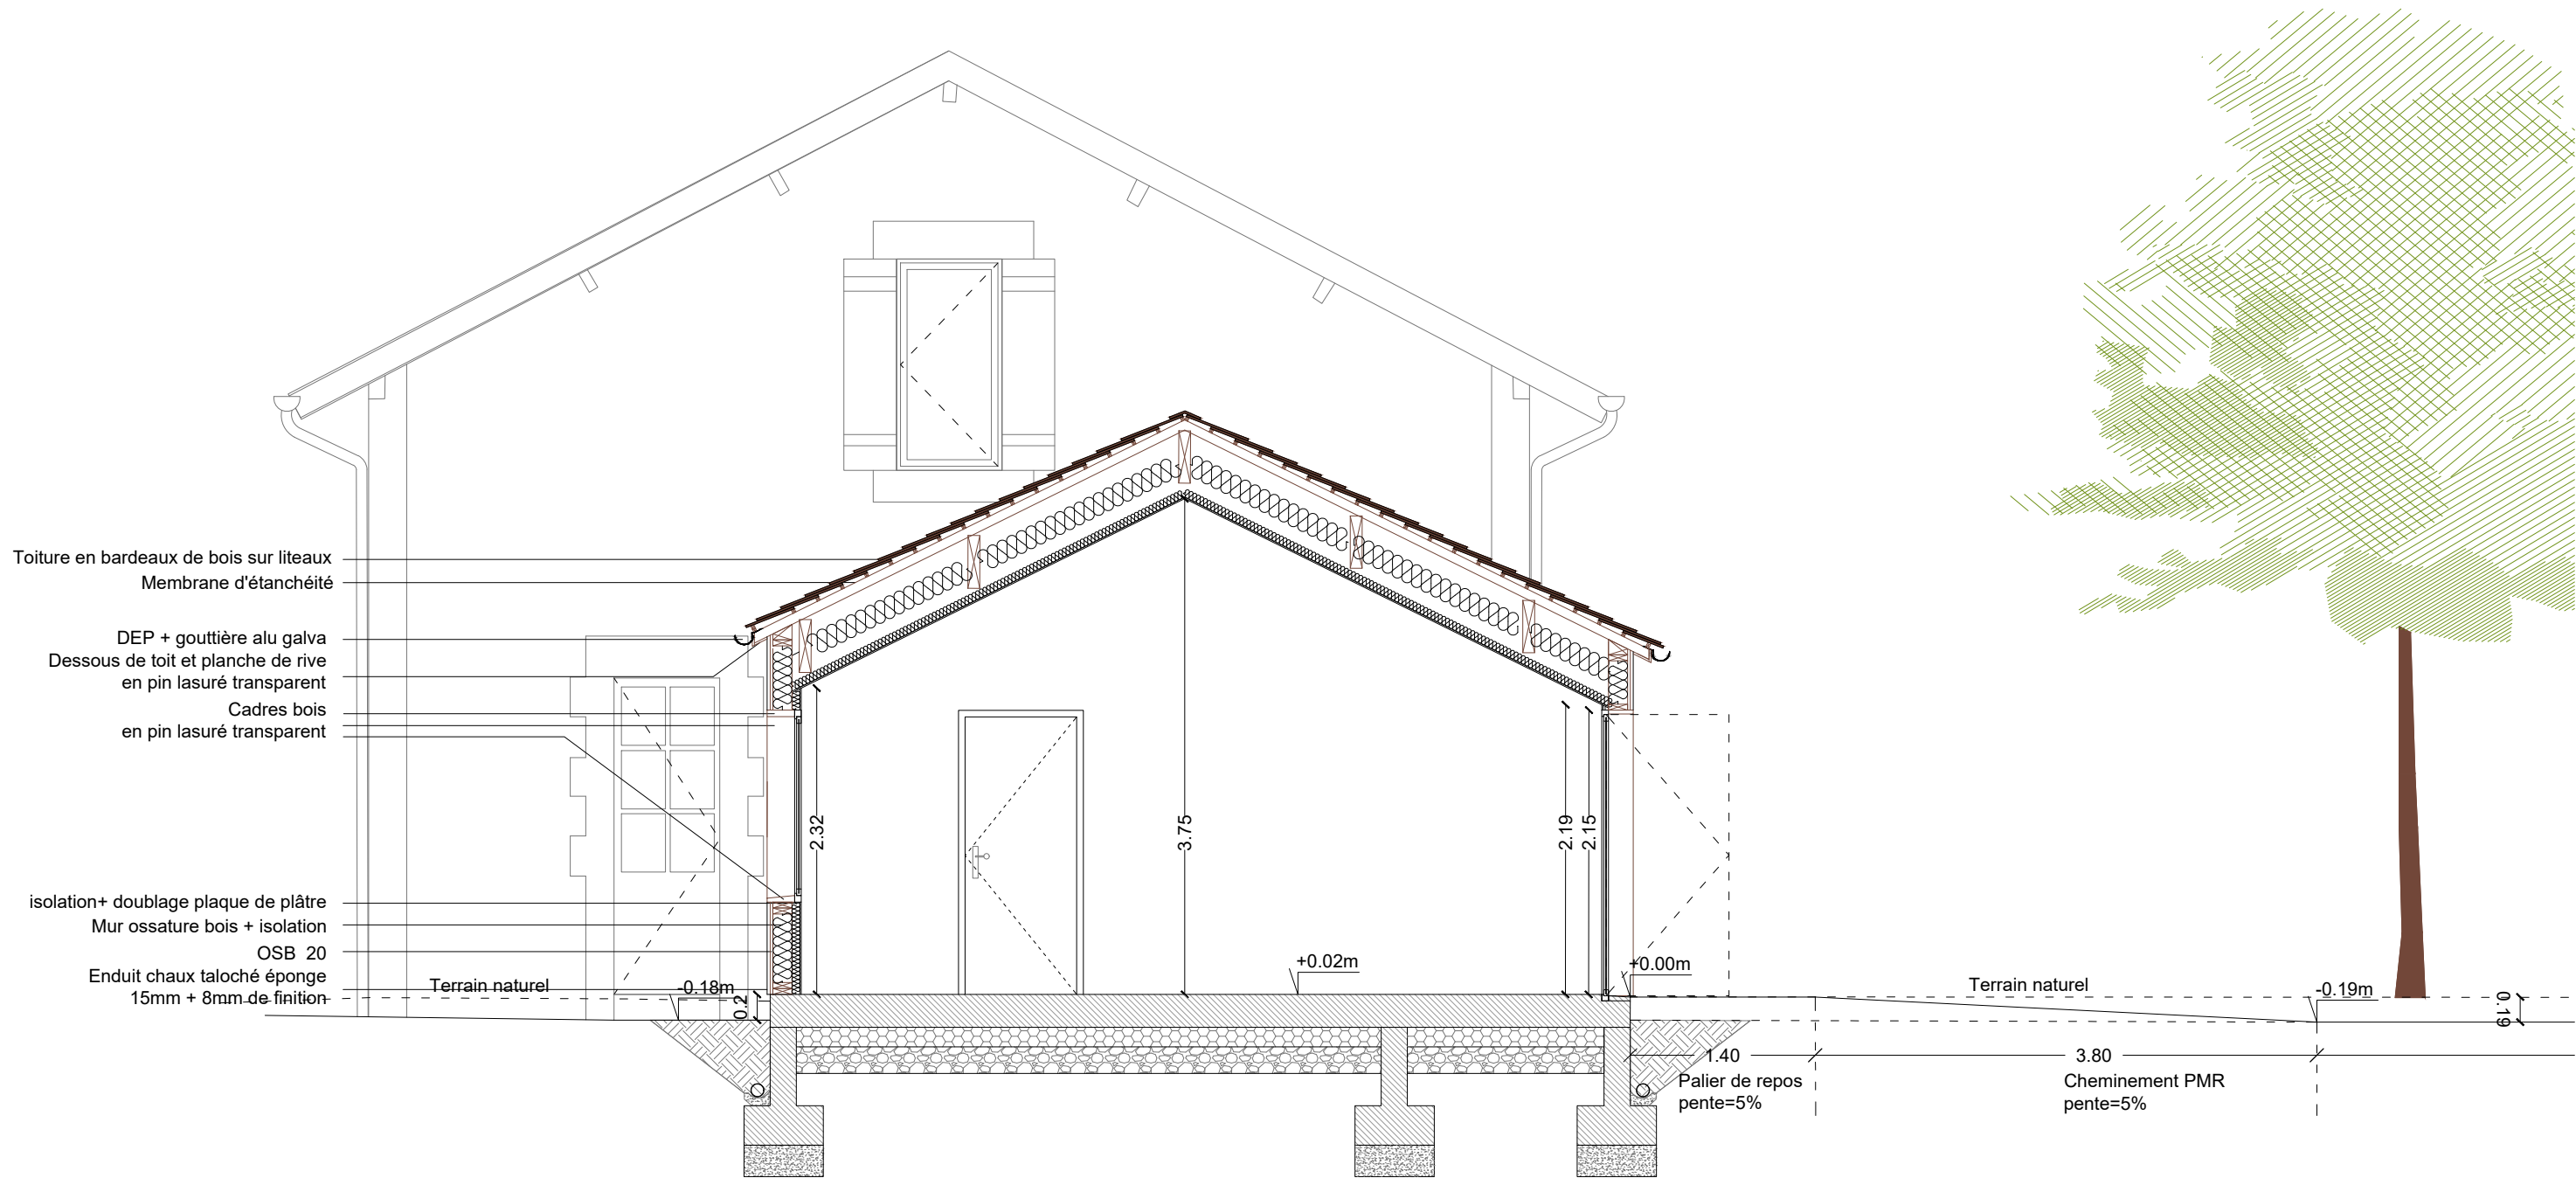 Toiture en bardeaux de bois sur liteaux
Membrane d'étanchéité
DEP + gouttière alu galva
Dessous de toit et planche de rive
en pin lasuré transparent
Cadres bois
en pin lasuré transparent
isolation+ doublage plaque de plâtre
Mur ossature bois + isolation
OSB 20
Enduit chaux taloché éponge
15mm + 8mm de finition
Terrain naturel
-0.18m
0.2
2.32
3.75
2.19
2.15
+0.02m
+0.00m
Terrain naturel
-0.19m
0.19
1.40
3.80
Palier de repos
pente=5%
Cheminement PMR
pente=5%